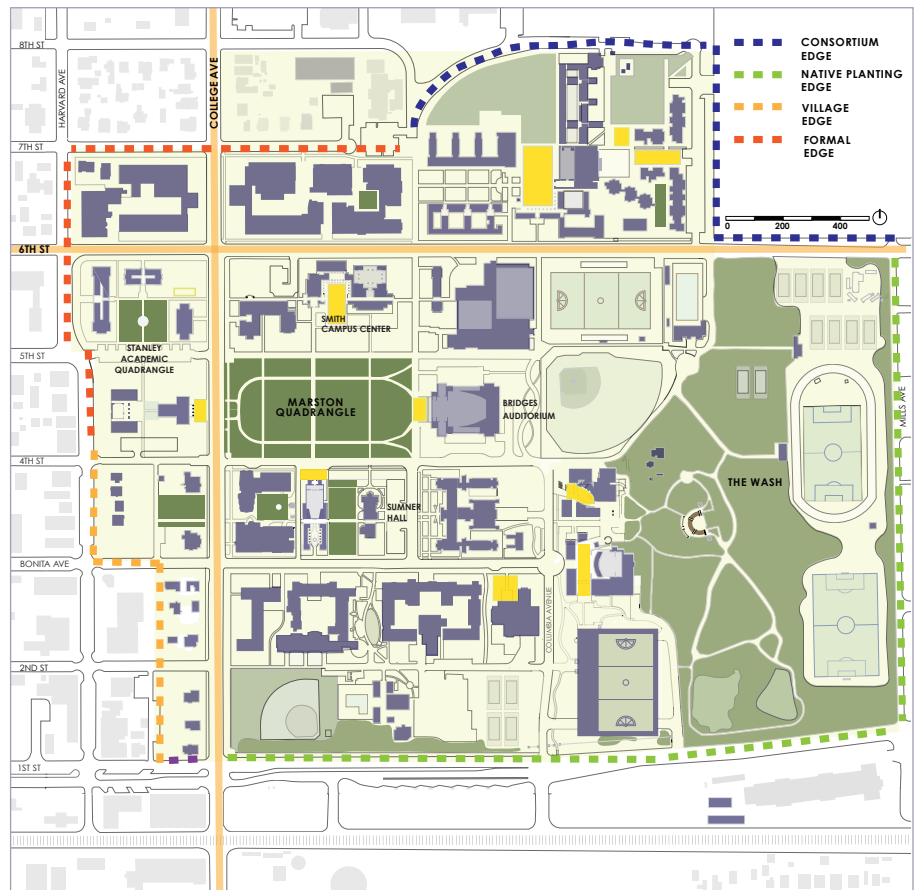 8TH ST
HARVARD AVE
COLLEGE AVE
CONSORTIUM
EDGE
NATIVE PLANTING
EDGE
VILLAGE
EDGE
FORMAL
EDGE
7TH ST
0
200
400
6TH ST
SMITH
CAMPUS CENTER
STANLEY
ACADEMIC
QUADRANGLE
5TH ST
MARSTON
QUADRANGLE
BRIDGES
AUDITORIUM
MILLS AVE
4TH ST
THE WASH
SUMNER
HALL
BONITA AVE
COLUMBIA AVENUE
2ND ST
1ST ST